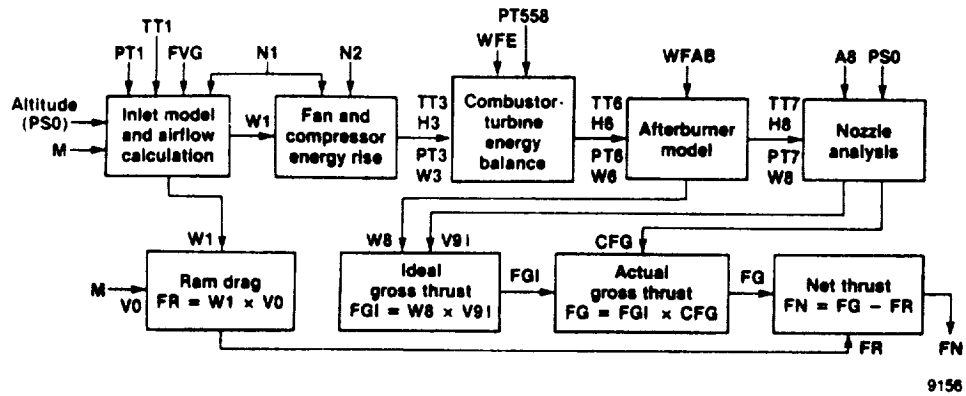 TT1
PT1
FVG
N1
N2
PT558
WFE
WFAB
A8
PS0
Altitude
(PS0)
M
Inlet model
and airflow
calculation
W1
Fan and
compressor
energy rise
TT3
H3
PT3
W3
Combustor-
turbine
energy
balance
TT6
H6
PT6
W6
Afterburner
model
TT7
H8
PT7
W8
Nozzle
analysis
W1
M
V0
Ram drag
FR = W1 × V0
W8
V9I
Ideal
gross thrust
FGI = W8 × V9I
FGI
CFG
Actual
gross thrust
FG = FGI × CFG
FG
Net thrust
FN = FG − FR
FR
FN
9156